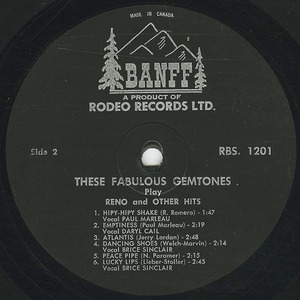 MADE IN CANADA
BANFF
A PRODUCT OF
RODEO RECORDS LTD.
Side 2
RBS. 1201
THESE FABULOUS GEMTONES
Play
RENO and OTHER HITS
1. HIPY-HIPY SHAKE (R. Romero) - 1:47
Vocal PAUL MARLEAU
2. EMPTINESS (Paul Marleau) - 2:19
Vocal DARYL CAIL
3. ATLANTIS (Jerry Lordan) - 2:48
4. DANCING SHOES (Welch-Marvin) - 2:14
Vocal BRICE SINCLAIR
5. PEACE PIPE (N. Paramer) - 2:15
6. LUCKY LIPS (Lieber-Stoller) - 2:45
Vocal BRICE SINCLAIR